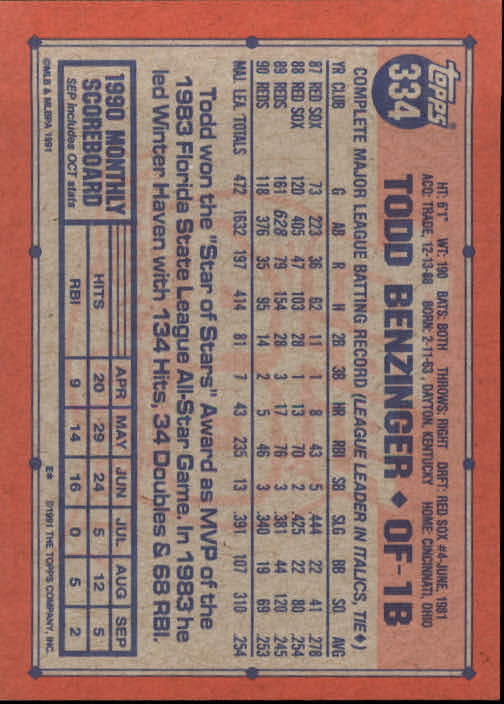 topps®
334
HT: 6'1" WT: 190 BATS: BOTH THROWS: RIGHT DRFT: RED SOX #4-JUNE, 1981
ACQ: TRADE, 12-13-88 BORN: 2-11-63, DAYTON, KENTUCKY HOME: CINCINNATI, OHIO
TODD BENZINGER ♦ OF-1B
COMPLETE MAJOR LEAGUE BATTING RECORD (LEAGUE LEADER IN ITALICS, TIE♦)
YR CLUB G AB R H 2B 3B HR RBI SB SLG BB SO AVG
87 RED SOX 73 223 36 62 11 1 8 43 5 .444 22 41 .278
88 RED SOX 120 405 47 103 28 1 13 70 2 .425 22 80 .254
89 REDS 161 628 79 154 28 3 17 76 3 .381 44 120 .245
90 REDS 118 376 35 95 14 2 5 46 3 .340 19 69 .253
MAJ. LEA. TOTALS 472 1632 197 414 81 7 43 235 13 .391 107 310 .254
Todd won the "Star of Stars" Award as MVP of the
1983 Florida State League All-Star Game. In 1983 he
led Winter Haven with 134 Hits, 34 Doubles & 68 RBI.
1990 MONTHLY
SCOREBOARD
SEP includes OCT stats
APR MAY JUN JUL AUG SEP
HITS 20 29 24 5 12 5
RBI 9 14 16 0 5 2
©MLB & MLBPA 1991
E* ©1991 THE TOPPS COMPANY, INC.